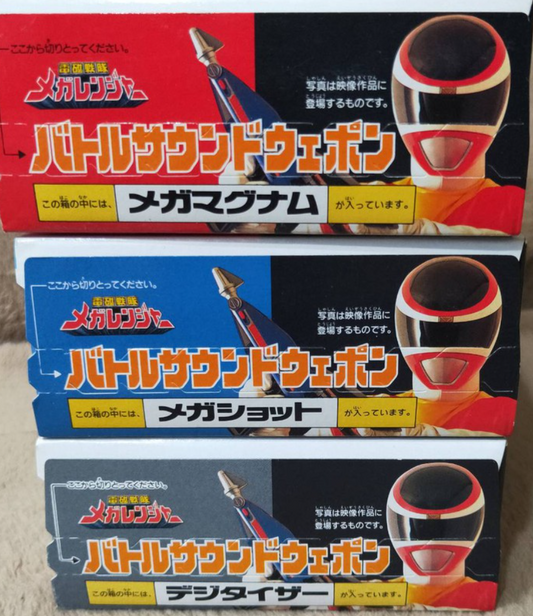 ここから切りとってください。
電磁戦隊
メガレンジャー
写真は映像作品に
登場するものです。
バトルサウンドウェポン
この箱の中には、メガマグナムが入っています。
ここから切りとってください。
電磁戦隊
メガレンジャー
写真は映像作品に
登場するものです。
バトルサウンドウェポン
この箱の中には、メガショットが入っています。
ここから切りとってください。
電磁戦隊
メガレンジャー
写真は映像作品に
登場するものです。
バトルサウンドウェポン
この箱の中には、デジタイザーが入っています。